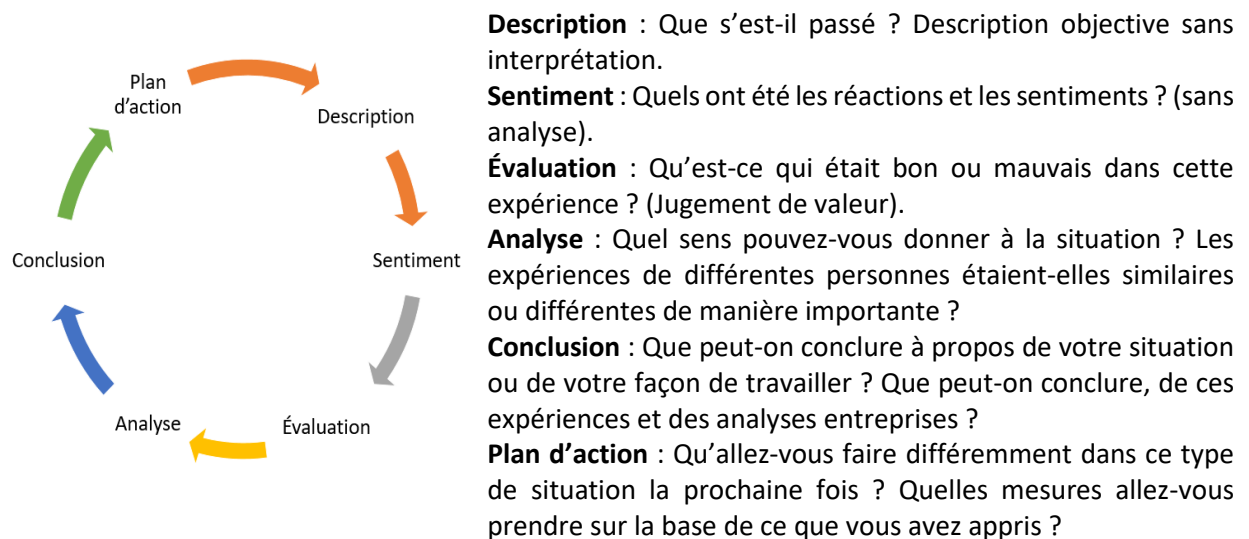 Plan
d’action
Description
Sentiment
Évaluation
Analyse
Conclusion
Description : Que s’est-il passé ? Description objective sans
interprétation.
Sentiment : Quels ont été les réactions et les sentiments ? (sans
analyse).
Évaluation : Qu’est-ce qui était bon ou mauvais dans cette
expérience ? (Jugement de valeur).
Analyse : Quel sens pouvez-vous donner à la situation ? Les
expériences de différentes personnes étaient-elles similaires
ou différentes de manière importante ?
Conclusion : Que peut-on conclure à propos de votre situation
ou de votre façon de travailler ? Que peut-on conclure, de ces
expériences et des analyses entreprises ?
Plan d’action : Qu’allez-vous faire différemment dans ce type
de situation la prochaine fois ? Quelles mesures allez-vous
prendre sur la base de ce que vous avez appris ?